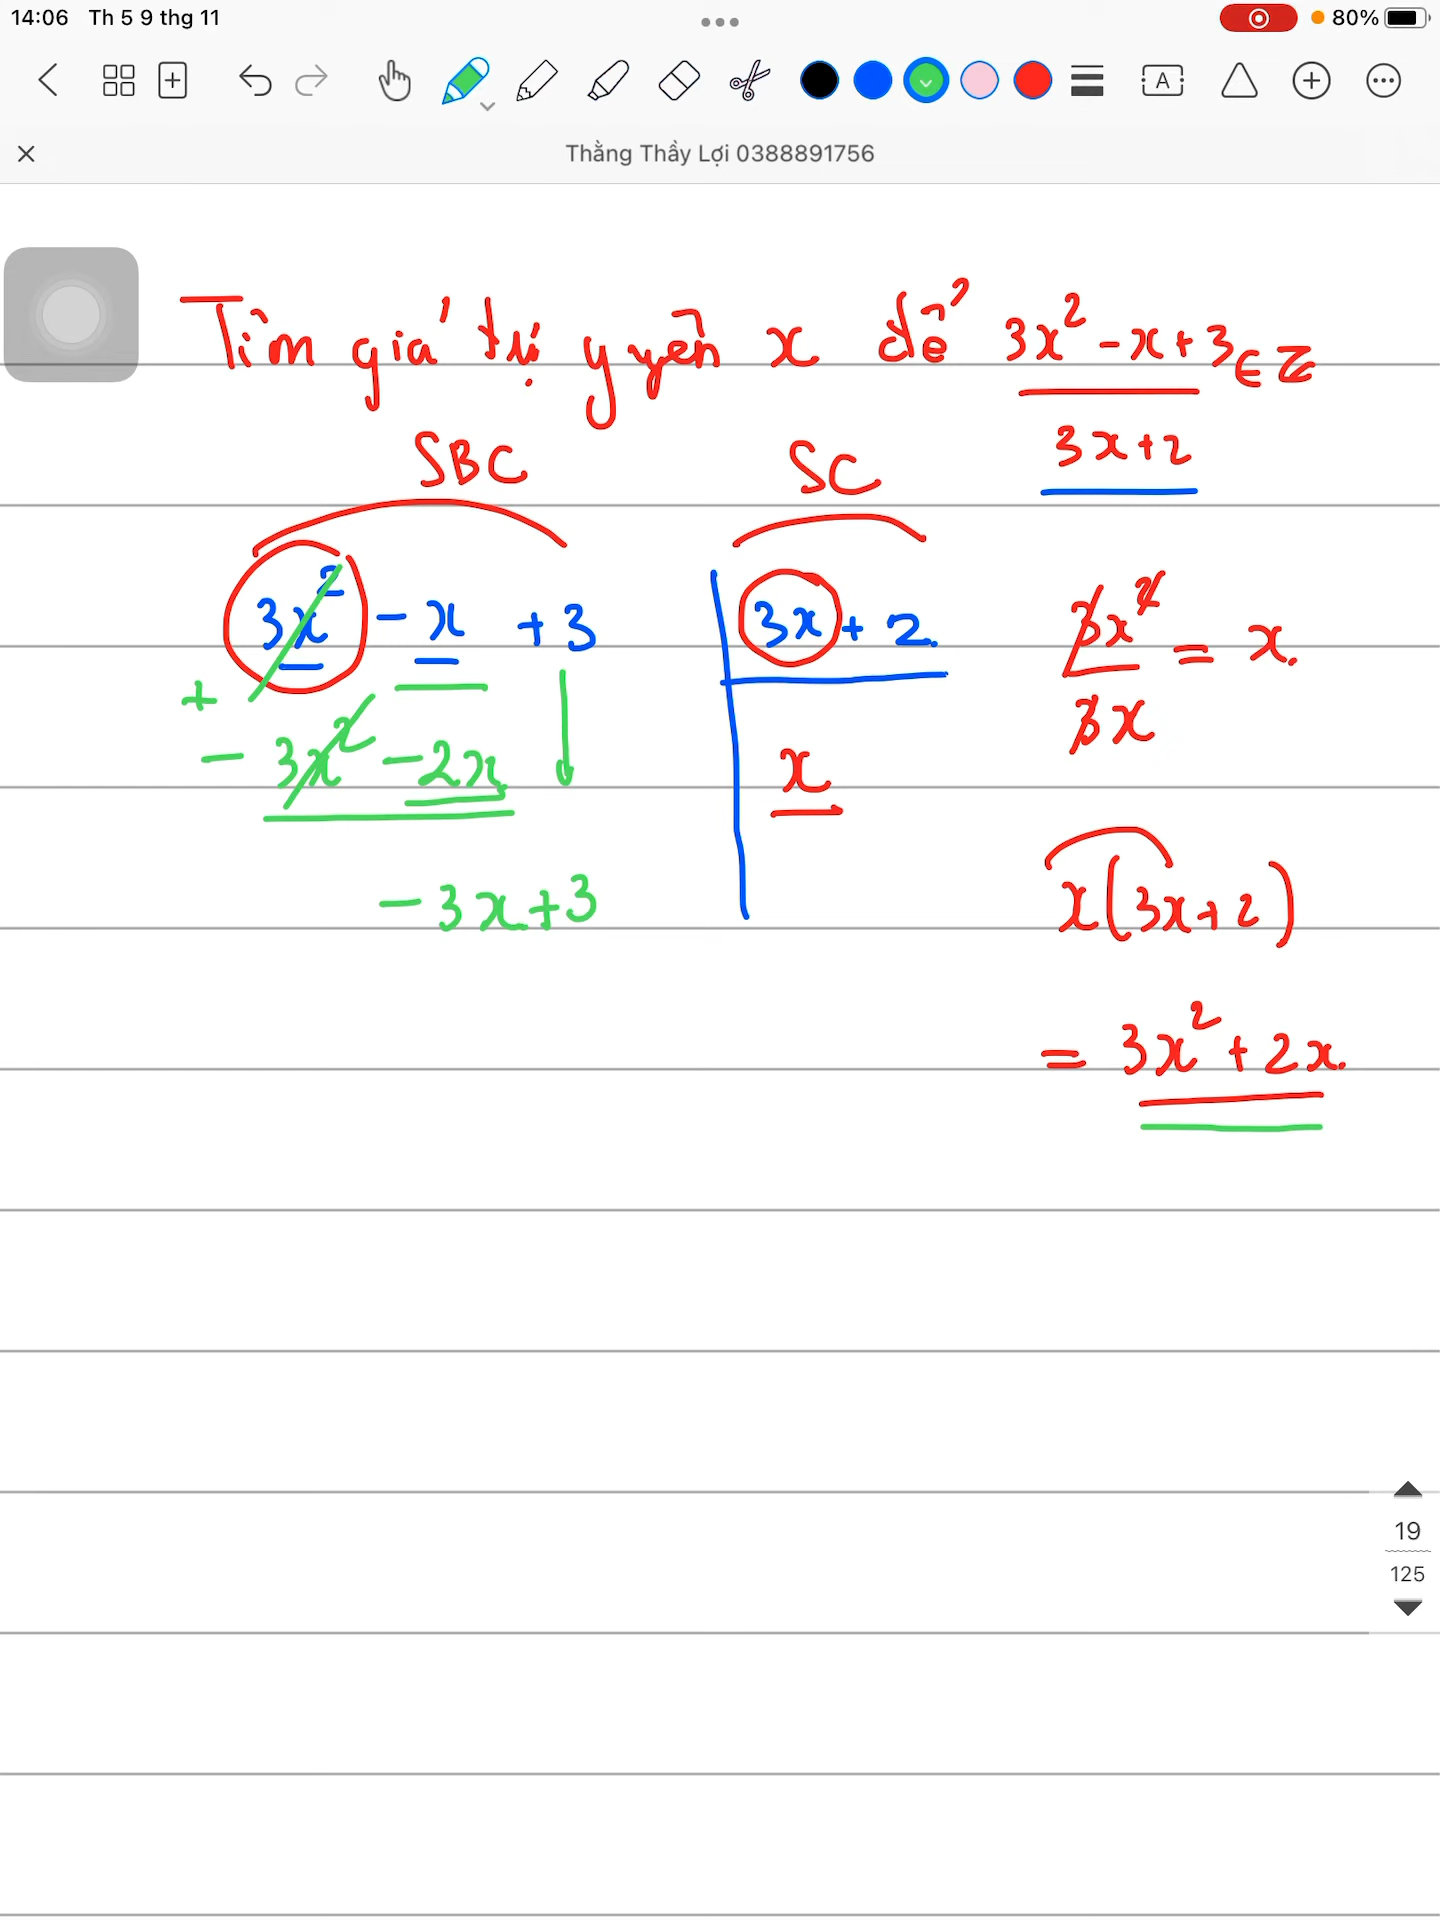 14:06 Th 5 9 thg 11 80%
A
Thằng Thầy Lợi 0388891756
Tìm giá trị x để 3x² - x + 3 ∈ Z
3x + 2
SBC SC
3x² - x + 3 3x + 2 3x² = x
+
- 3x² - 2x x 3x
- 3x + 3 x(3x + 2)
= 3x² + 2x
19
125